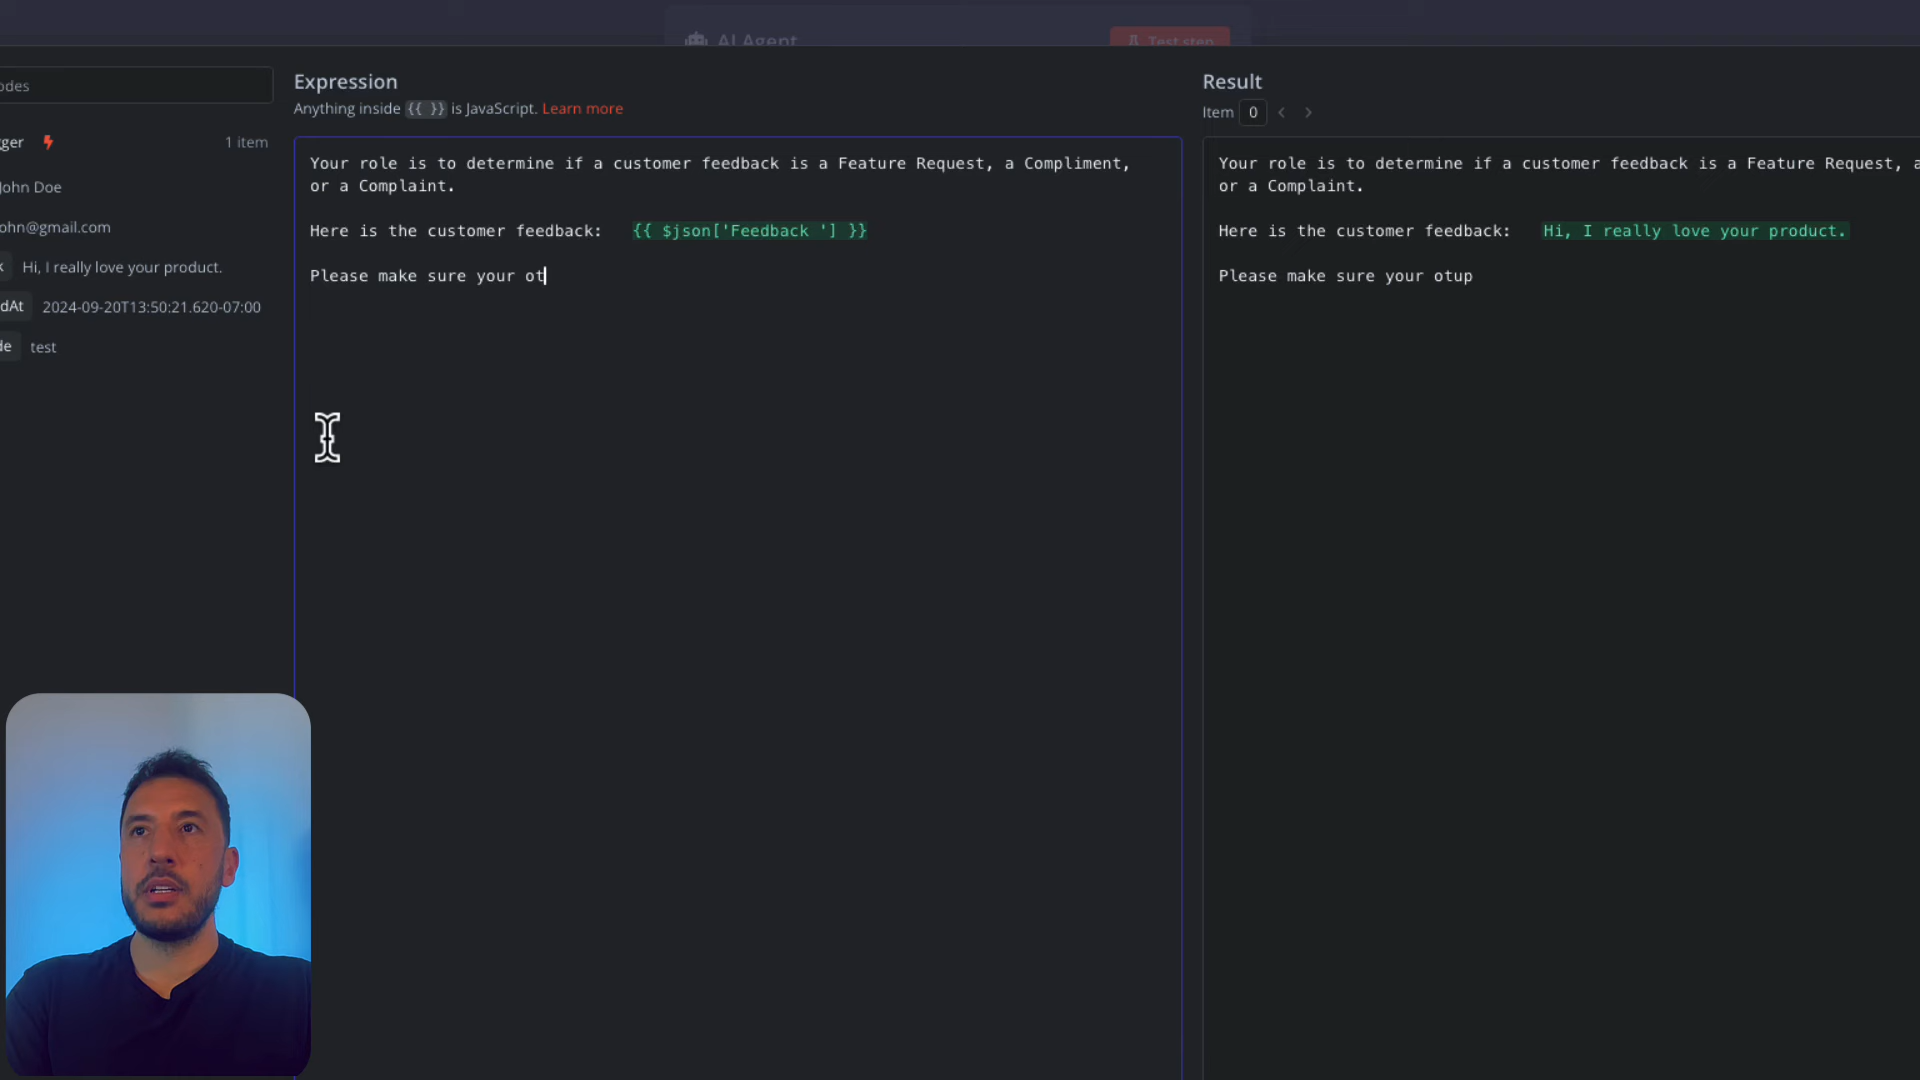 AI Agent
Test step
odes
Expression
Anything inside {{ }} is JavaScript. Learn more
Result
Item 0
gger
1 item
John Doe
ohn@gmail.com
k Hi, I really love your product.
dAt 2024-09-20T13:50:21.620-07:00
de test
Your role is to determine if a customer feedback is a Feature Request, a Compliment,
or a Complaint.
Here is the customer feedback: {{ $json['Feedback '] }}
Please make sure your ot
Your role is to determine if a customer feedback is a Feature Request, a
or a Complaint.
Here is the customer feedback: Hi, I really love your product.
Please make sure your otup